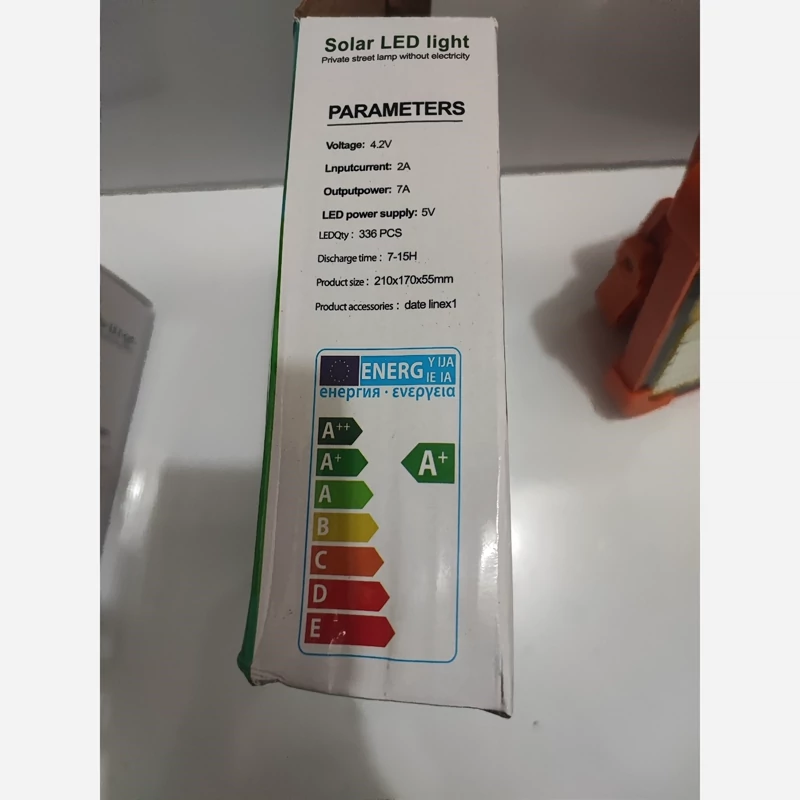 Solar LED light
Private street lamp without electricity
PARAMETERS
Voltage: 4.2V
Lnputcurrent: 2A
Outputpower: 7A
LED power supply: 5V
LEDQty : 336 PCS
Discharge time : 7-15H
Product size : 210x170x55mm
Product accessories : date linex1
ENERG Y IJA
IE IA
енергия · ενεργεια
A++
A+
A+
A
B
C
D
E